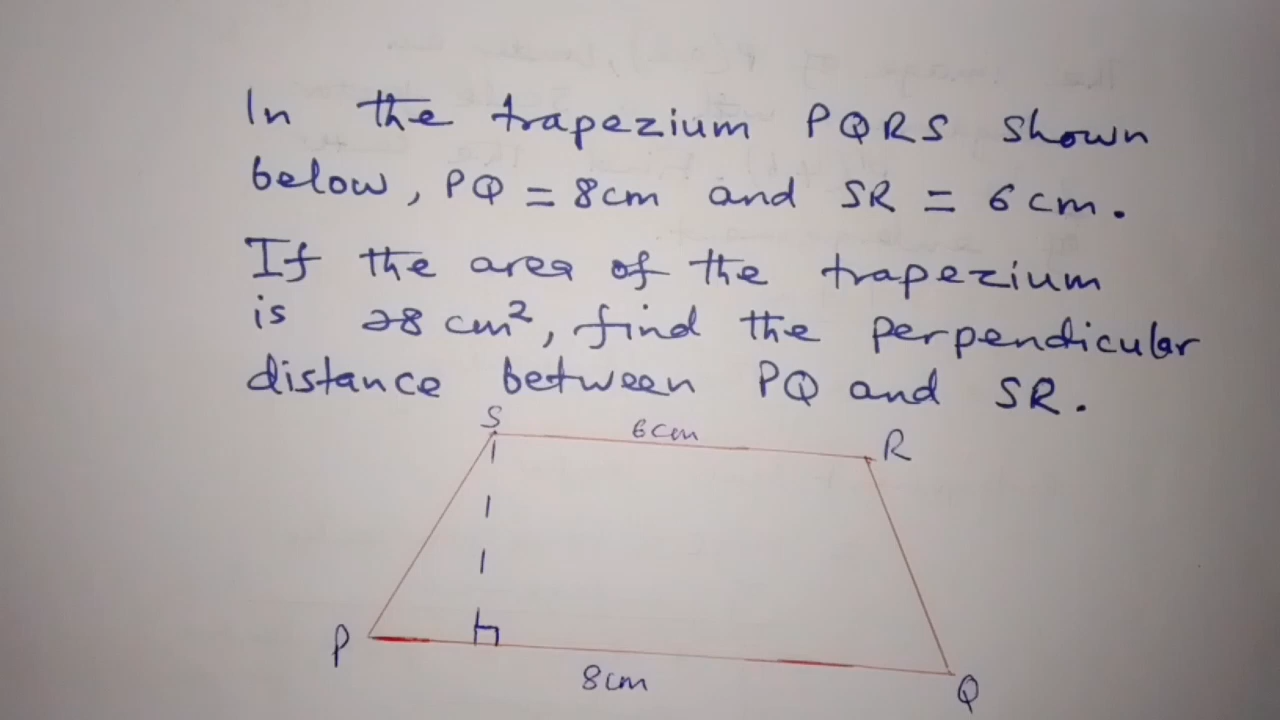 In the trapezium PQRS shown
below, PQ = 8cm and SR = 6cm.
If the area of the trapezium
is 28 cm², find the perpendicular
distance between PQ and SR.
S 6cm R
P 8cm Q